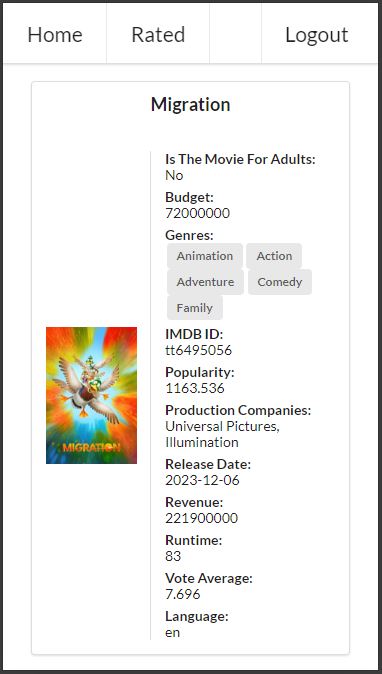 Home Rated Logout
Migration
Is The Movie For Adults:
No
Budget:
72000000
Genres:
Animation Action
Adventure Comedy
Family
IMDB ID:
tt6495056
Popularity:
1163.536
Production Companies:
Universal Pictures,
Illumination
Release Date:
2023-12-06
Revenue:
221900000
Runtime:
83
Vote Average:
7.696
Language:
en
MIGRATION